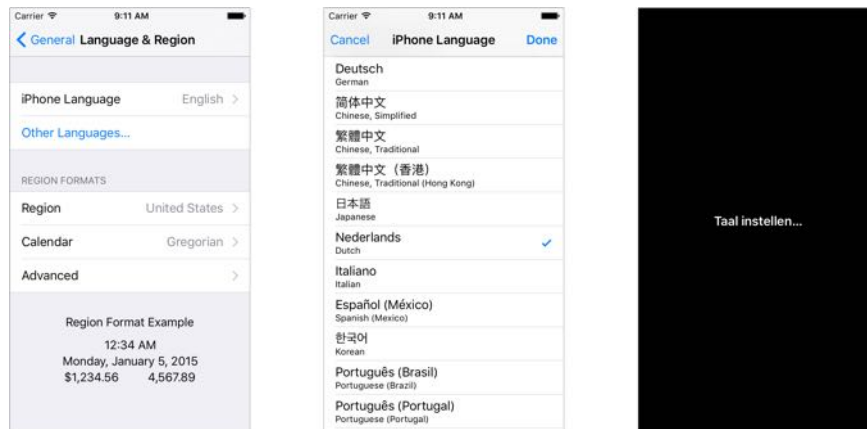 Carrier 9:11 AM
General Language & Region
iPhone Language English
Other Languages...
REGION FORMATS
Region United States
Calendar Gregorian
Advanced
Region Format Example
12:34 AM
Monday, January 5, 2015
$1,234.56 4,567.89
Carrier 9:11 AM
Cancel iPhone Language Done
Deutsch
German
简体中文
Chinese, Simplified
繁體中文
Chinese, Traditional
繁體中文（香港）
Chinese, Traditional (Hong Kong)
日本語
Japanese
Nederlands
Dutch
Italiano
Italian
Español (México)
Spanish (Mexico)
한국어
Korean
Português (Brasil)
Portuguese (Brazil)
Português (Portugal)
Portuguese (Portugal)
Taal instellen...